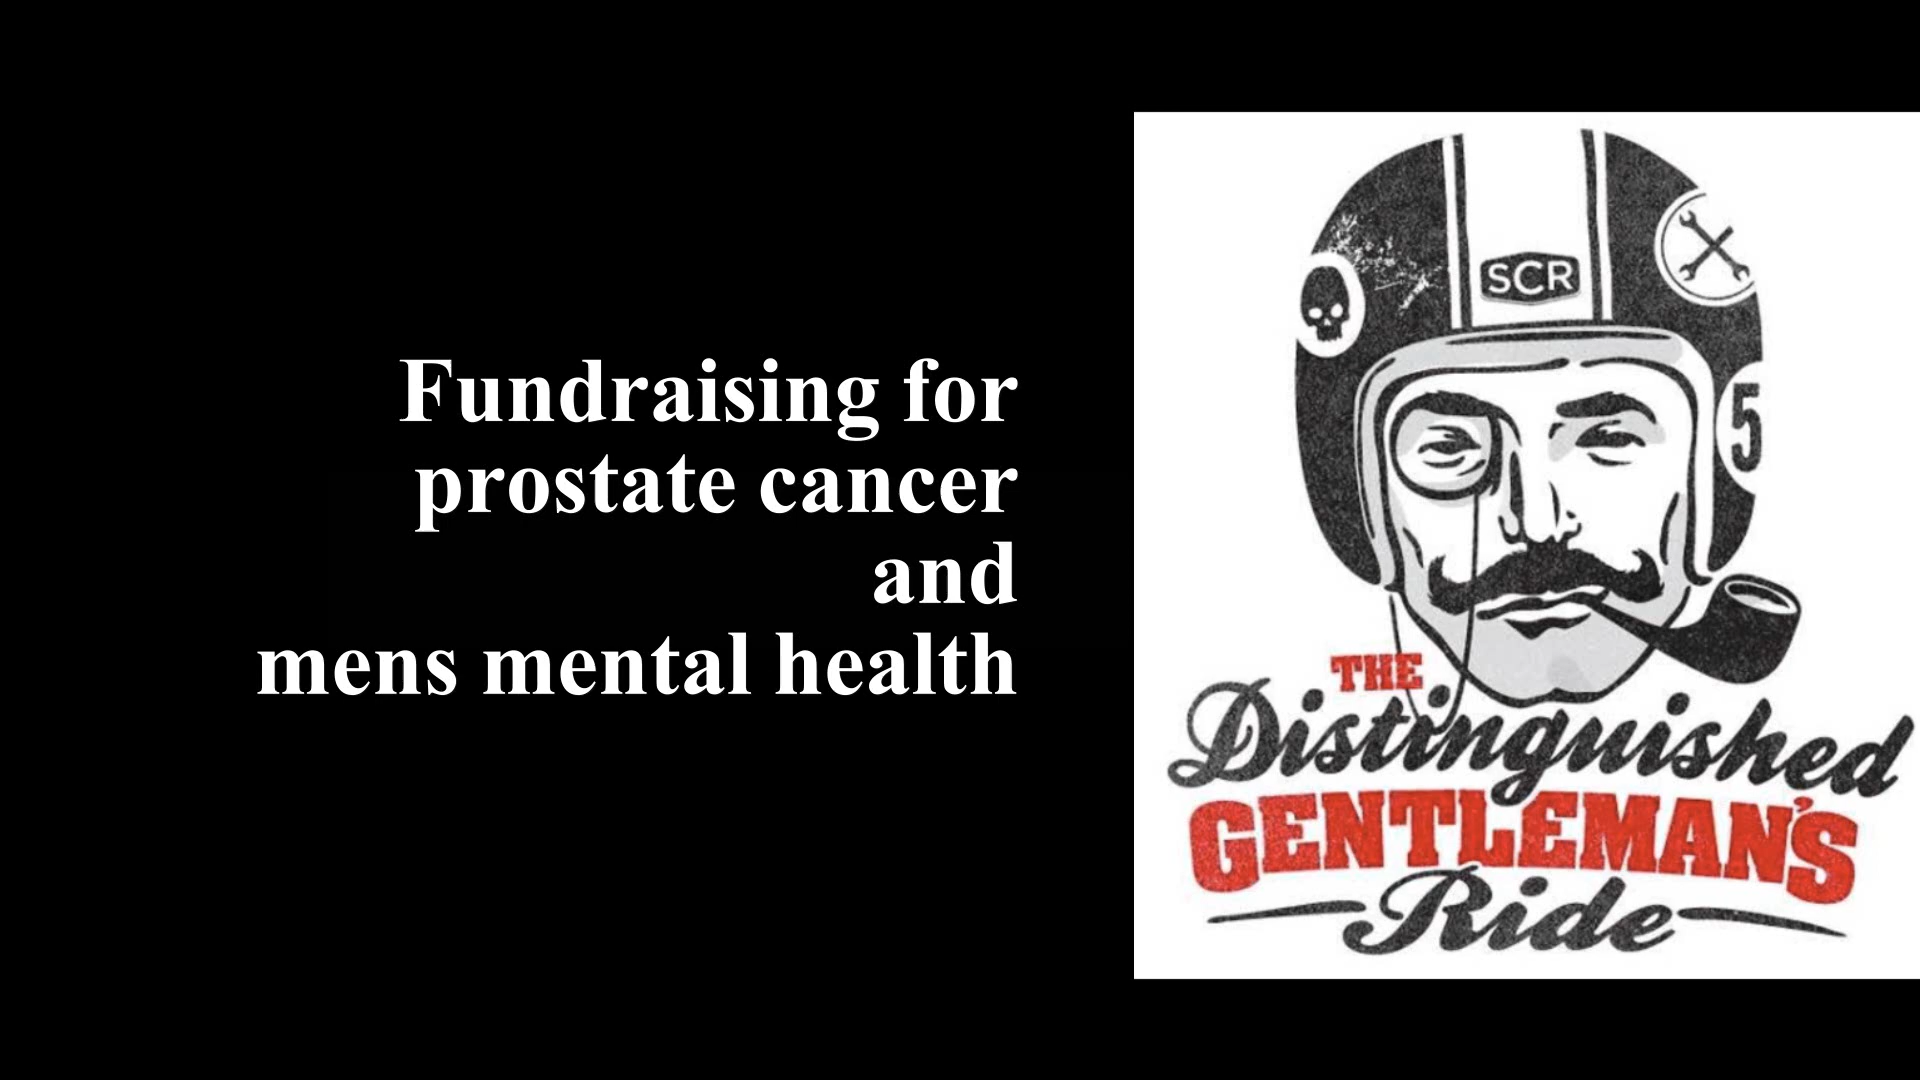 Fundraising for
prostate cancer
and
mens mental health
SCR
5
THE
Distinguished
GENTLEMAN'S
Ride